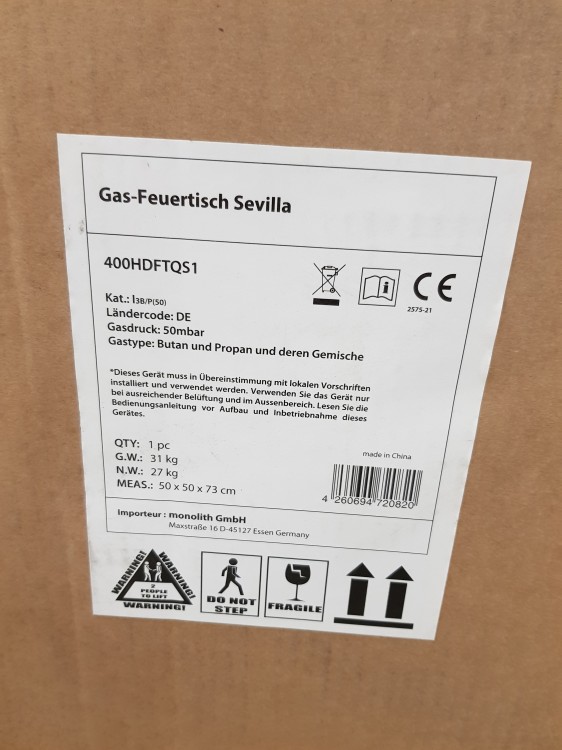 Gas-Feuertisch Sevilla
400HDFTQS1
CE
2575-21
Kat.: I3B/P(50)
Ländercode: DE
Gasdruck: 50mbar
Gastype: Butan und Propan und deren Gemische
*Dieses Gerät muss in Übereinstimmung mit lokalen Vorschriften
installiert und verwendet werden. Verwenden Sie das Gerät nur
bei ausreichender Belüftung und im Aussenbereich. Lesen Sie die
Bedienungsanleitung vor Aufbau und Inbetriebnahme dieses
Gerätes.
QTY: 1 pc
G.W.: 31 kg
N.W.: 27 kg
MEAS.: 50 x 50 x 73 cm
made in China
4 260694 720820
Importeur : monolith GmbH
Maxstraße 16 D-45127 Essen Germany
WARNING! WARNING!
2
PEOPLE
TO LIFT
WARNING!
DO NOT
STEP
FRAGILE